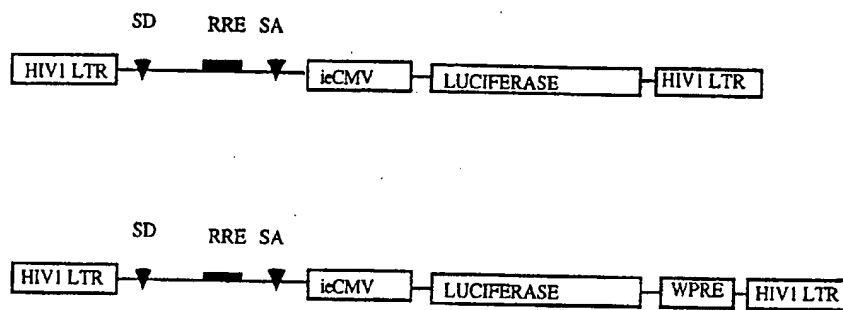 SD RRE SA
HIV1 LTR ieCMV LUCIFERASE HIV1 LTR
SD RRE SA
HIV1 LTR ieCMV LUCIFERASE WPRE HIV1 LTR